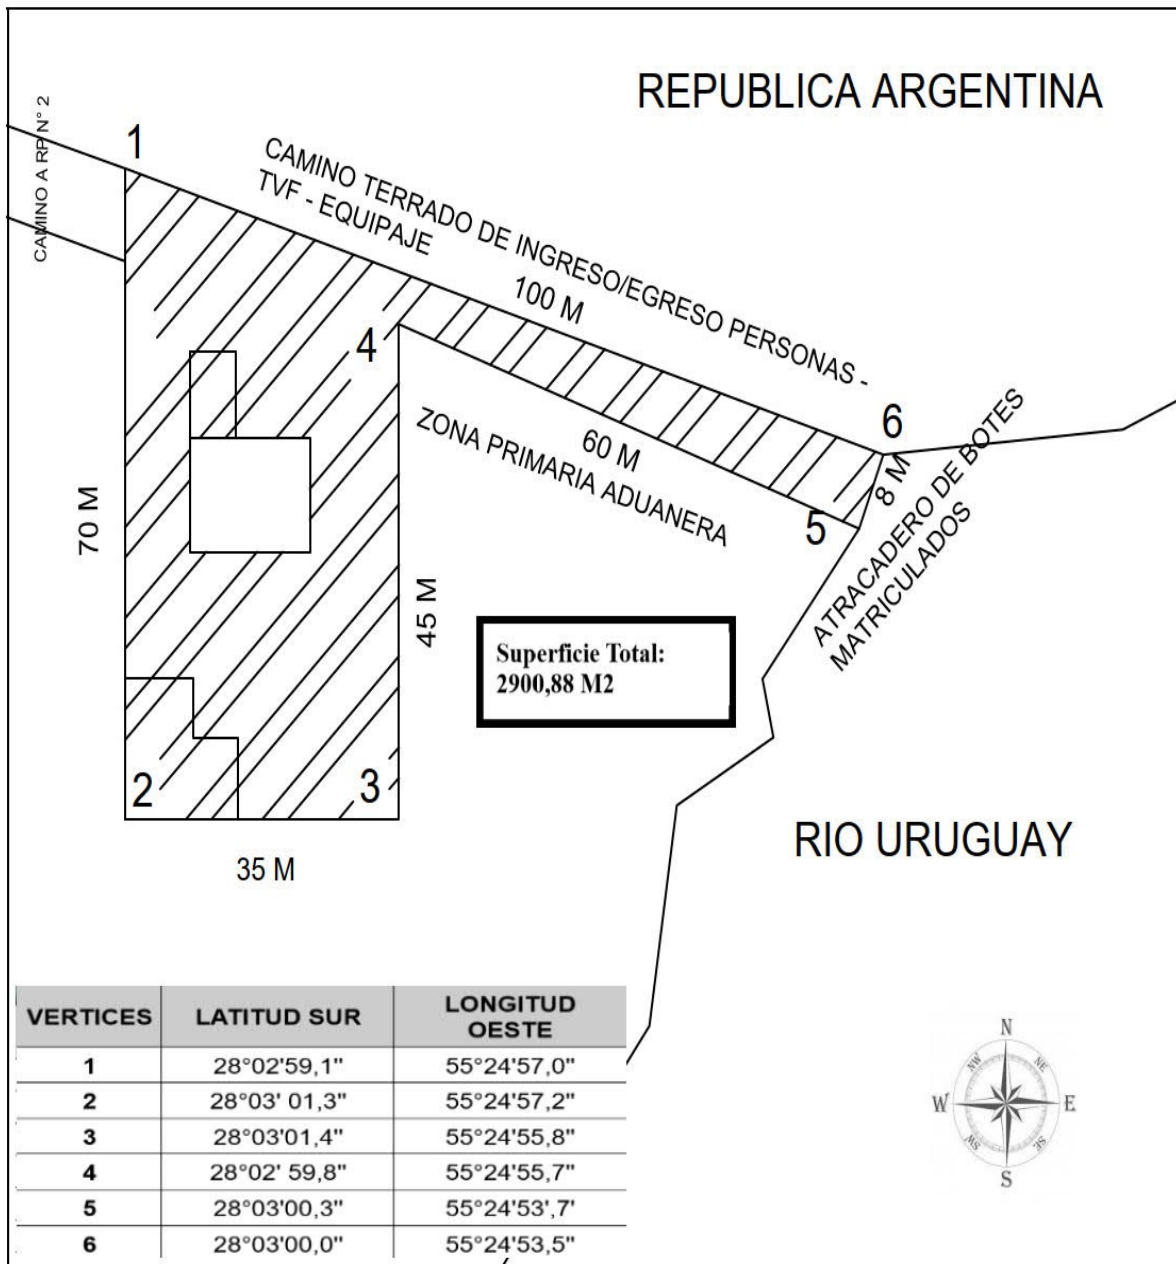 REPUBLICA ARGENTINA
CAMINO A RP N° 2
1
CAMINO TERRADO DE INGRESO/EGRESO PERSONAS -
TVF - EQUIPAJE
100 M
4
6
60 M
ZONA PRIMARIA ADUANERA
8 M
5
ATRACADERO DE BOTES
MATRICULADOS
70 M
45 M
Superficie Total:
2900,88 M2
2
3
35 M
RIO URUGUAY
VERTICES LATITUD SUR LONGITUD OESTE
1 28°02'59,1" 55°24'57,0"
2 28°03' 01,3" 55°24'57,2"
3 28°03'01,4" 55°24'55,8"
4 28°02' 59,8" 55°24'55,7"
5 28°03'00,3" 55°24'53',7'
6 28°03'00,0" 55°24'53,5"
N
NW NE
W E
SW SE
S